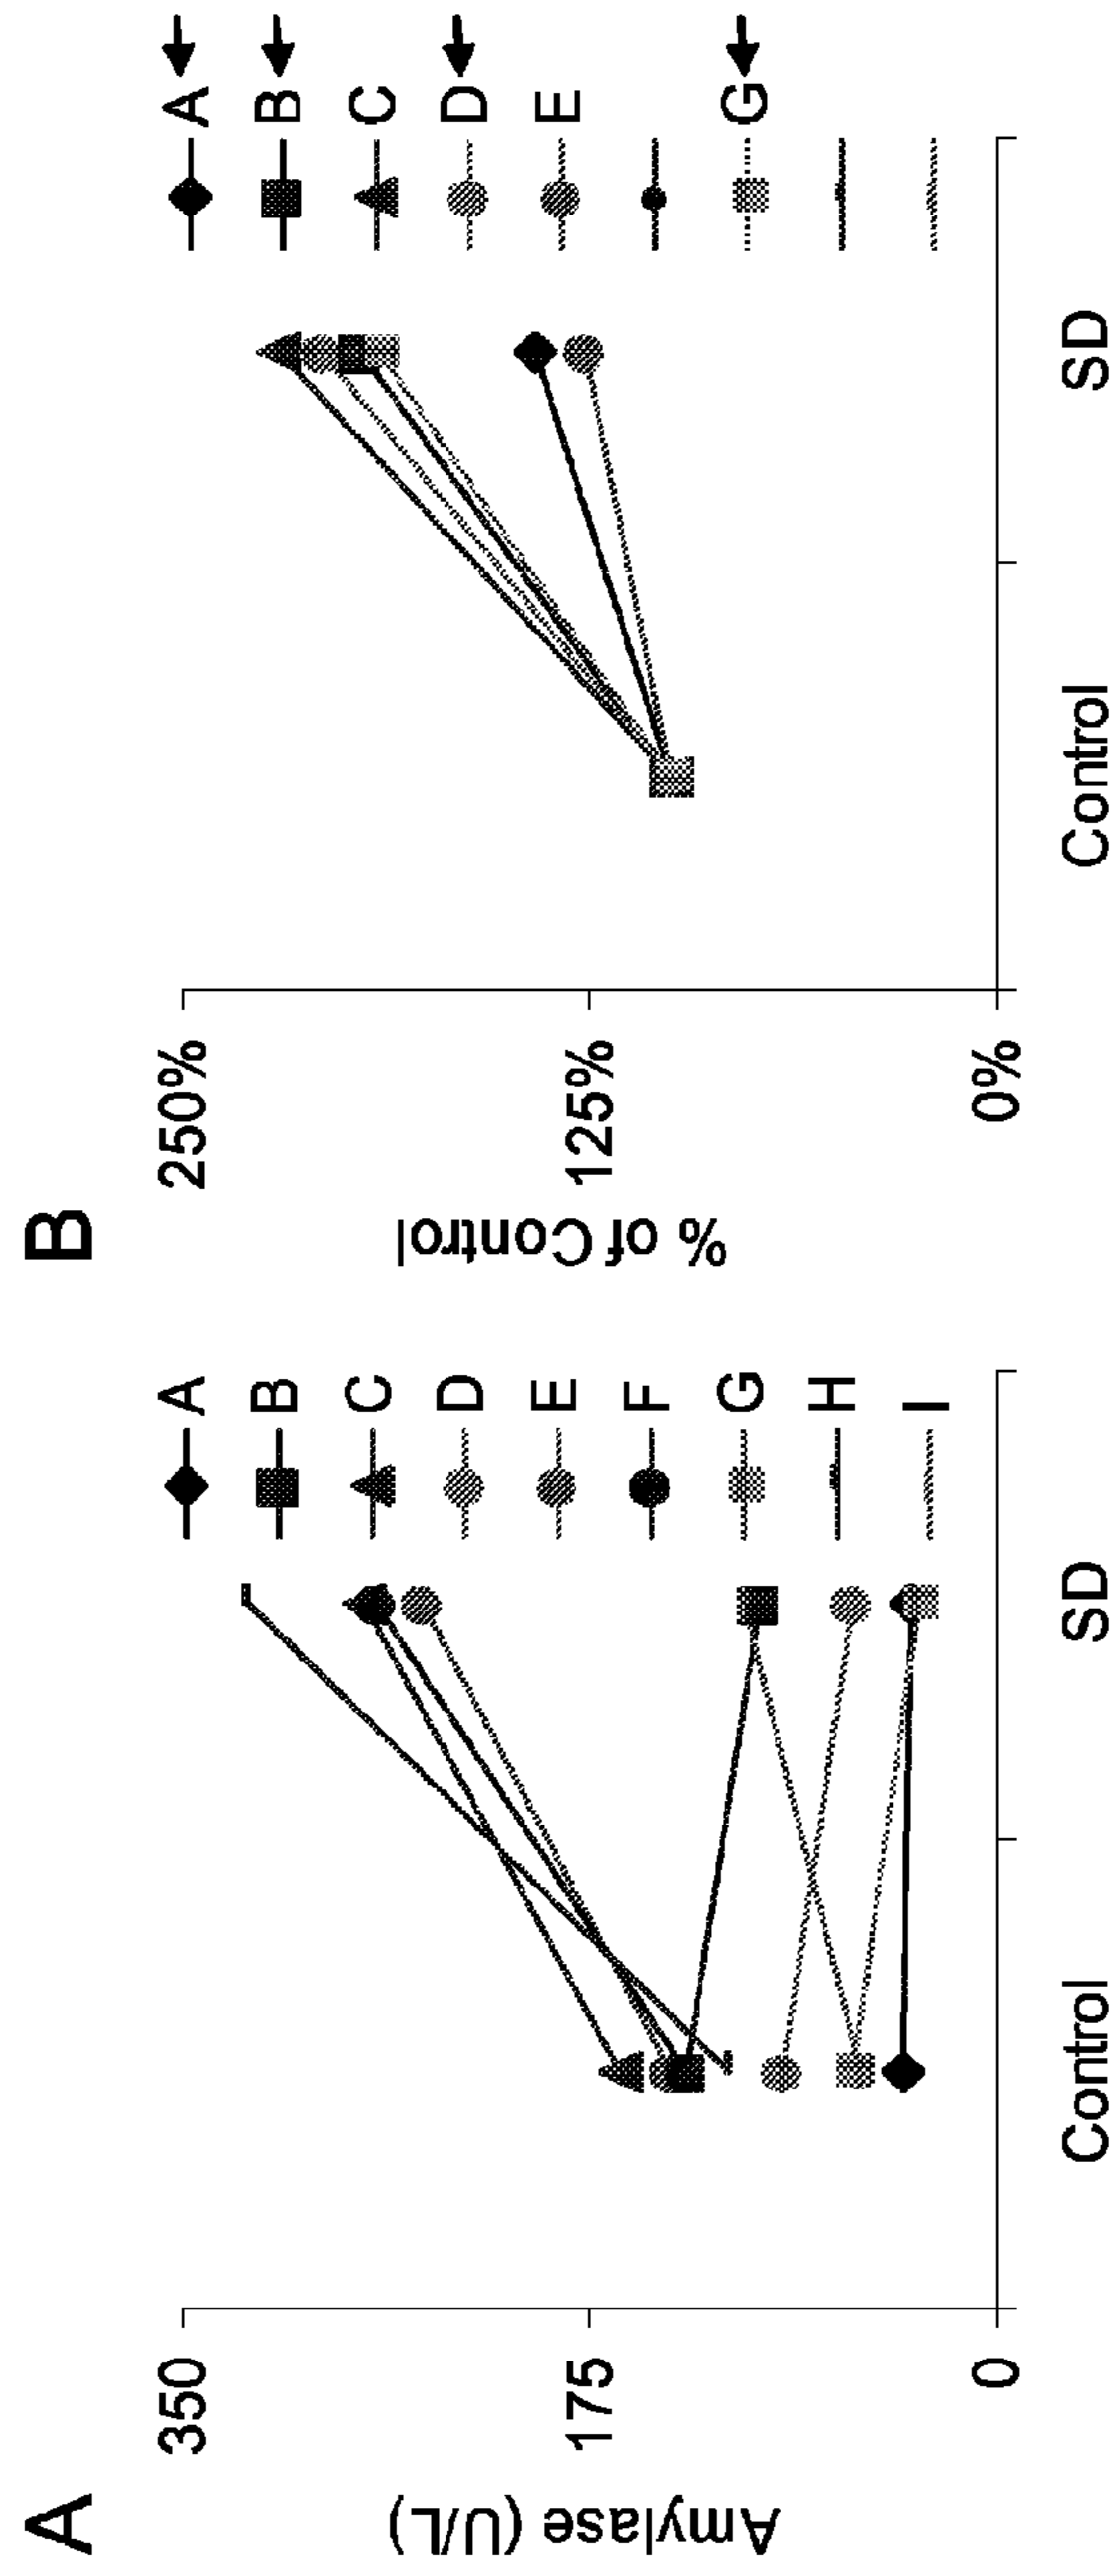 A
Amylase (U/L)
350
175
0
Control
SD
A
B
C
D
E
F
G
H
I
B
% of Control
250%
125%
0%
Control
SD
A
B
C
D
E
G